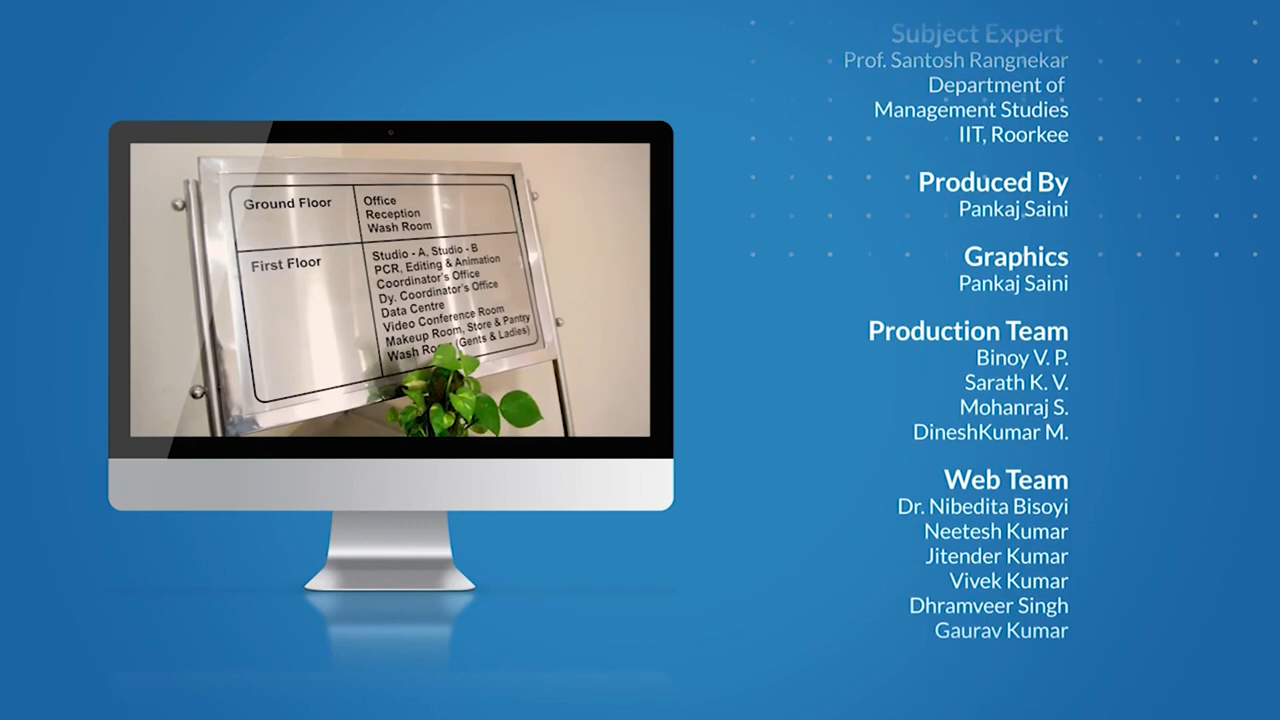 Ground Floor
Office
Reception
Wash Room
First Floor
Studio - A, Studio - B
PCR, Editing & Animation
Coordinator's Office
Dy. Coordinator's Office
Data Centre
Video Conference Room
Makeup Room, Store & Pantry
Wash Room (Gents & Ladies)
Subject Expert
Prof. Santosh Rangnekar
Department of
Management Studies
IIT, Roorkee
Produced By
Pankaj Saini
Graphics
Pankaj Saini
Production Team
Binoy V. P.
Sarath K. V.
Mohanraj S.
DineshKumar M.
Web Team
Dr. Nibedita Bisoyi
Neetesh Kumar
Jitender Kumar
Vivek Kumar
Dhramveer Singh
Gaurav Kumar